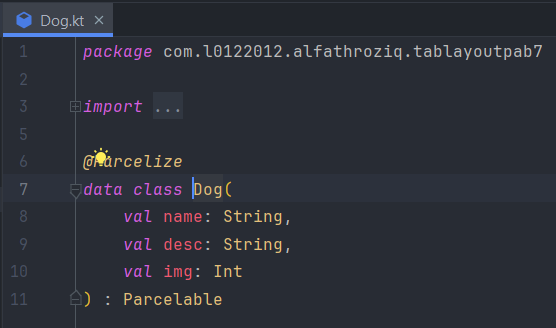 Dog.kt
1 package com.l0122012.alfathroziq.tablayoutpab7
2
3 import ...
5
6 @Parcelize
7 data class Dog(
8 val name: String,
9 val desc: String,
10 val img: Int
11 ) : Parcelable